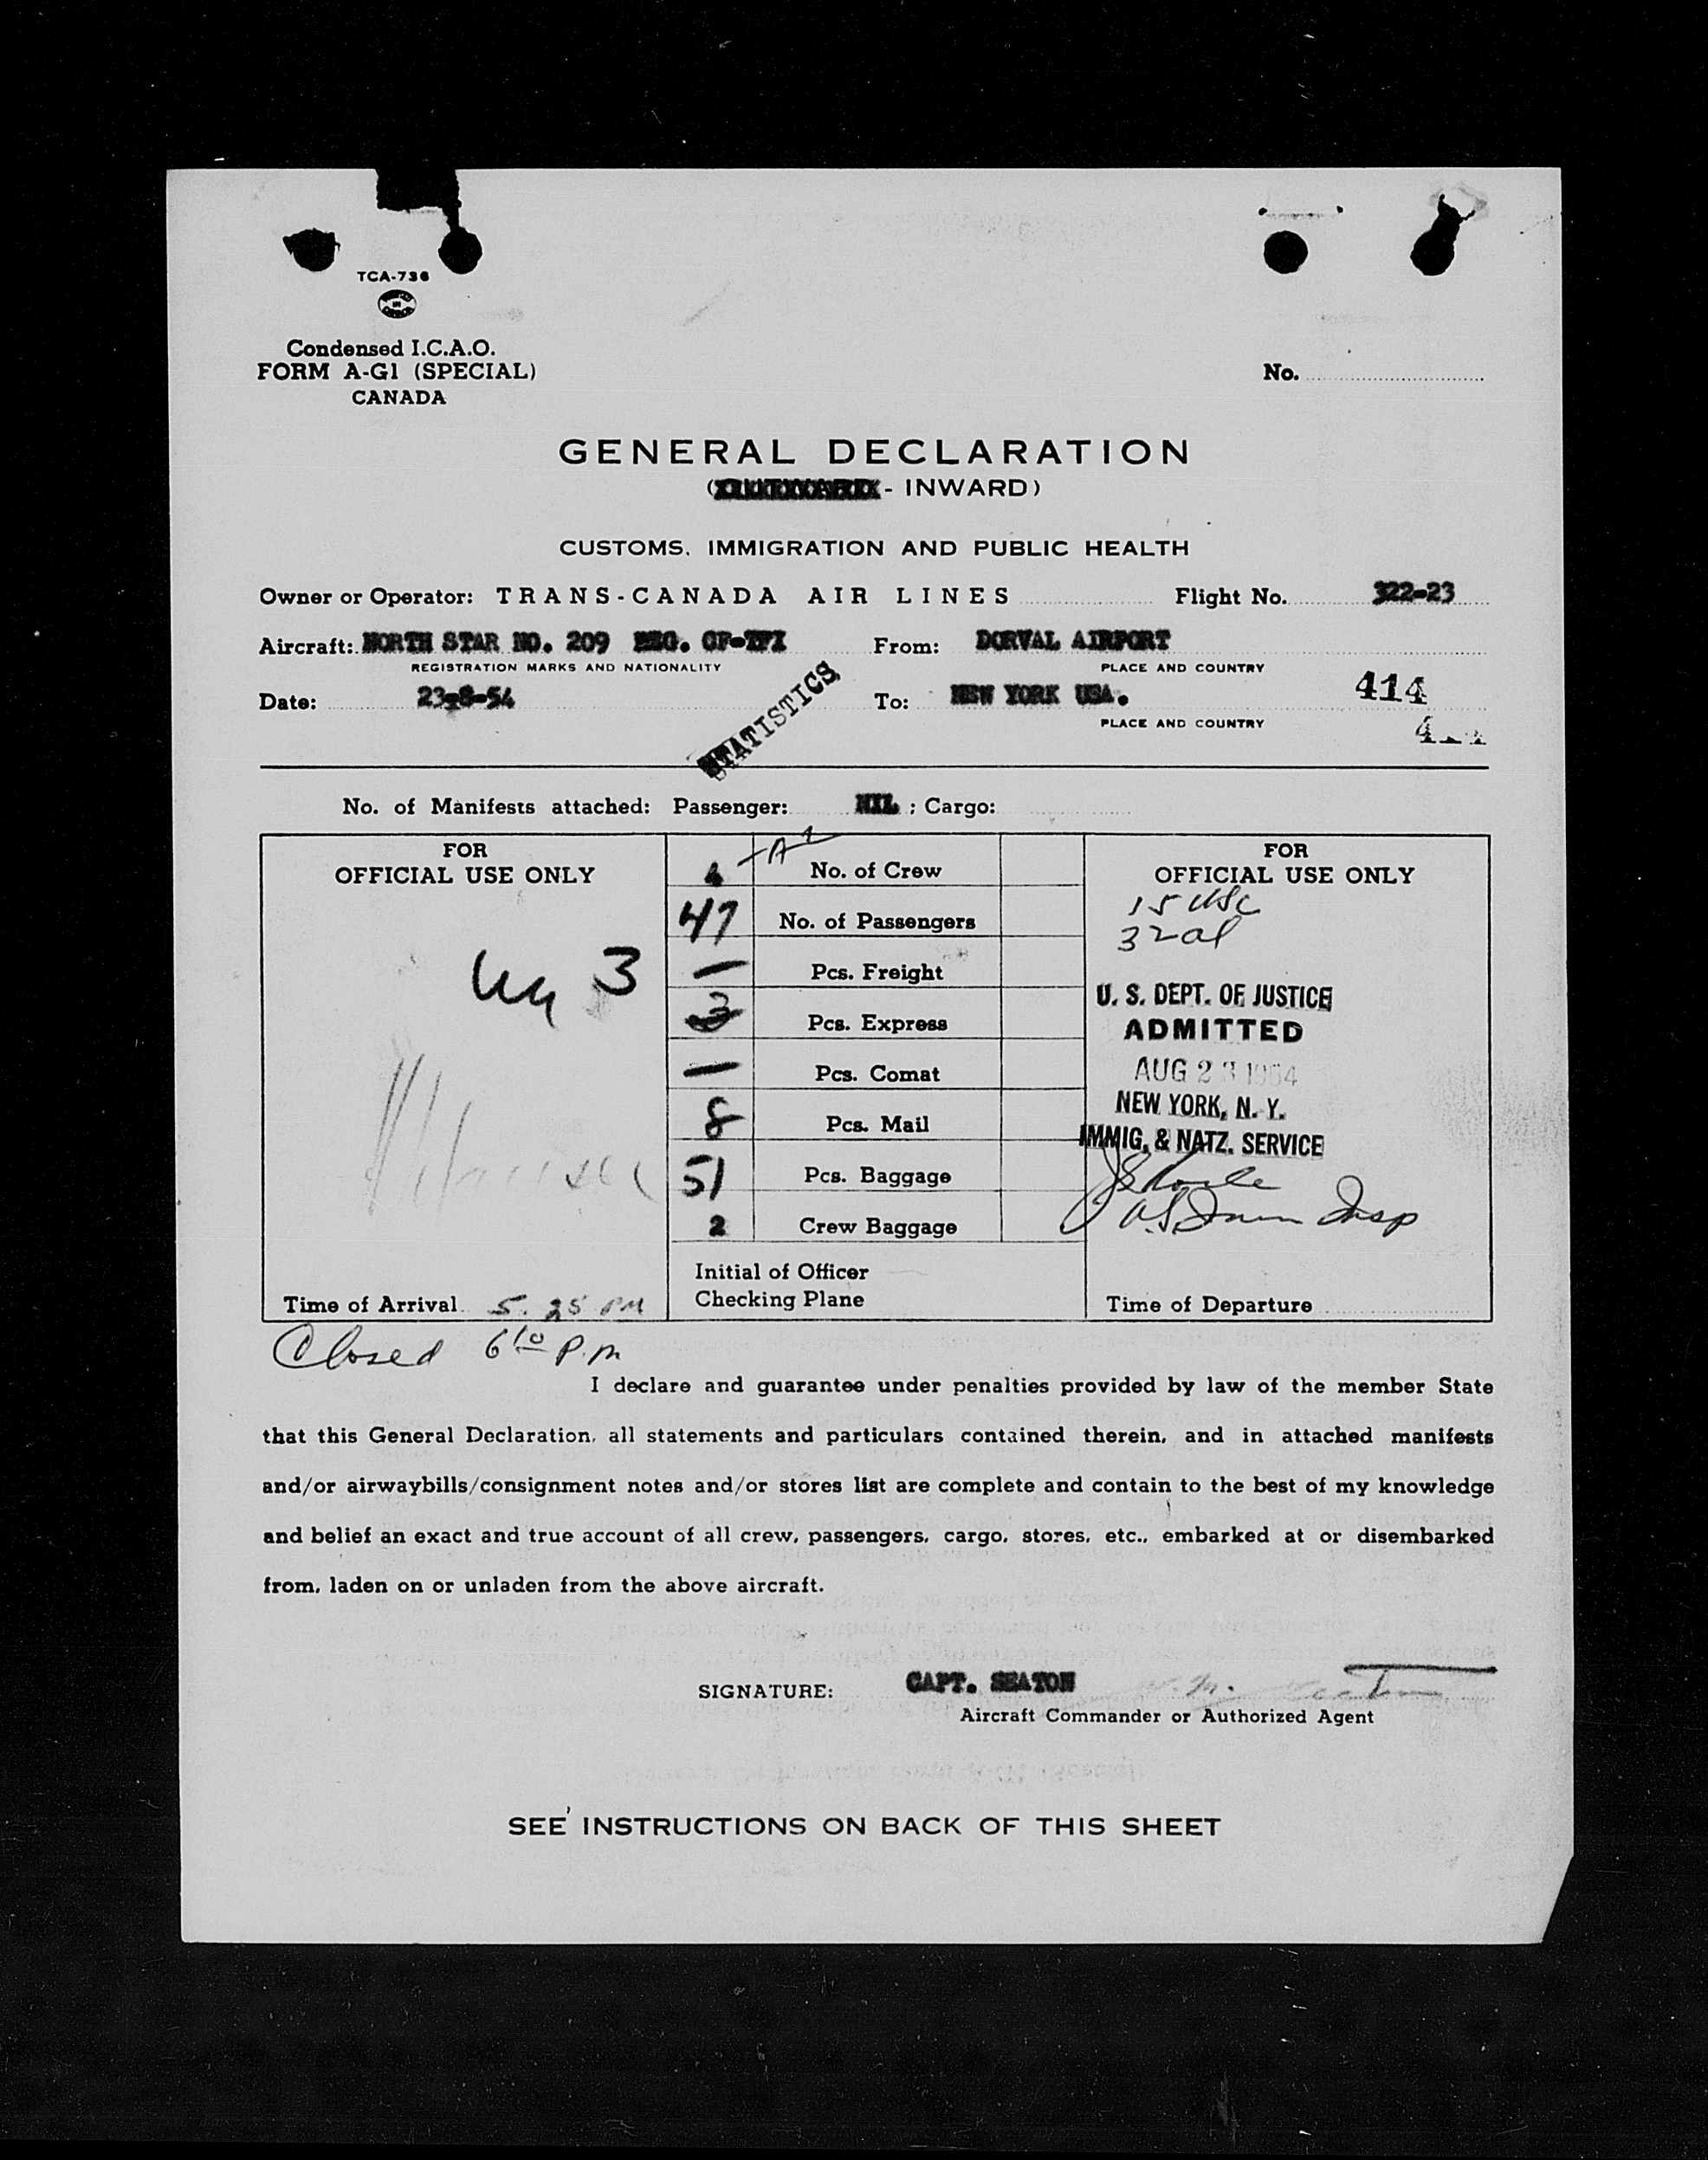 TCA-736
Condensed I.C.A.O.
FORM A-G1 (SPECIAL)
CANADA
No.
GENERAL DECLARATION
- INWARD)
CUSTOMS, IMMIGRATION AND PUBLIC HEALTH
Owner or Operator: TRANS-CANADA AIR LINES Flight No. 322-23
Aircraft: NORTH STAR NO. 209 REG. CF-TFI From: DORVAL AIRPORT
REGISTRATION MARKS AND NATIONALITY PLACE AND COUNTRY
Date: 23-8-54 STATISTICS To: NEW YORK USA. 414
PLACE AND COUNTRY
No. of Manifests attached: Passenger: NIL ; Cargo:
FOR
OFFICIAL USE ONLY
3
Time of Arrival 5.25 PM
4 No. of Crew
47 No. of Passengers
— Pcs. Freight
3 Pcs. Express
— Pcs. Comat
8 Pcs. Mail
51 Pcs. Baggage
2 Crew Baggage
Initial of Officer
Checking Plane
FOR
OFFICIAL USE ONLY
15 USC
32 al
U. S. DEPT. OF JUSTICE
ADMITTED
AUG 23 1954
NEW YORK, N. Y.
IMMIG. & NATZ. SERVICE
Insp
Time of Departure
Closed 6 10 P.M
I declare and guarantee under penalties provided by law of the member State
that this General Declaration, all statements and particulars contained therein, and in attached manifests
and/or airwaybills/consignment notes and/or stores list are complete and contain to the best of my knowledge
and belief an exact and true account of all crew, passengers, cargo, stores, etc., embarked at or disembarked
from, laden on or unladen from the above aircraft.
SIGNATURE: CAPT. SEATON
Aircraft Commander or Authorized Agent
SEE INSTRUCTIONS ON BACK OF THIS SHEET